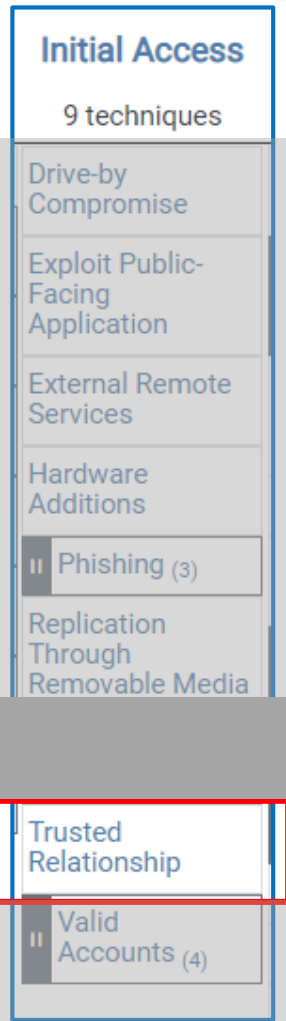 Initial Access
9 techniques
Drive-by
Compromise
Exploit Public-
Facing
Application
External Remote
Services
Hardware
Additions
Phishing (3)
Replication
Through
Removable Media
Trusted
Relationship
Valid
Accounts (4)